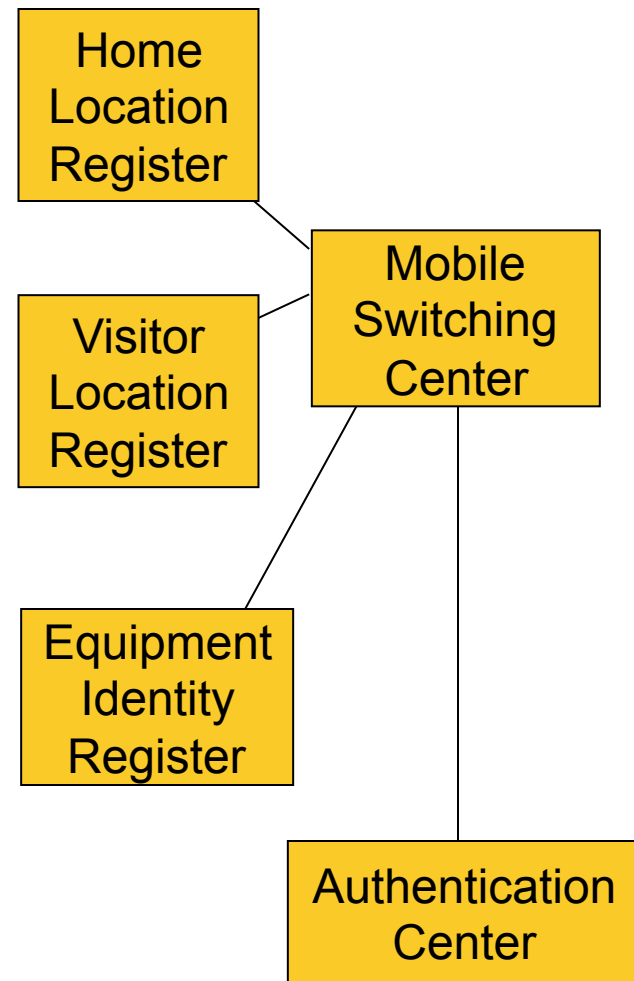 Home
Location
Register
Mobile
Switching
Center
Visitor
Location
Register
Equipment
Identity
Register
Authentication
Center